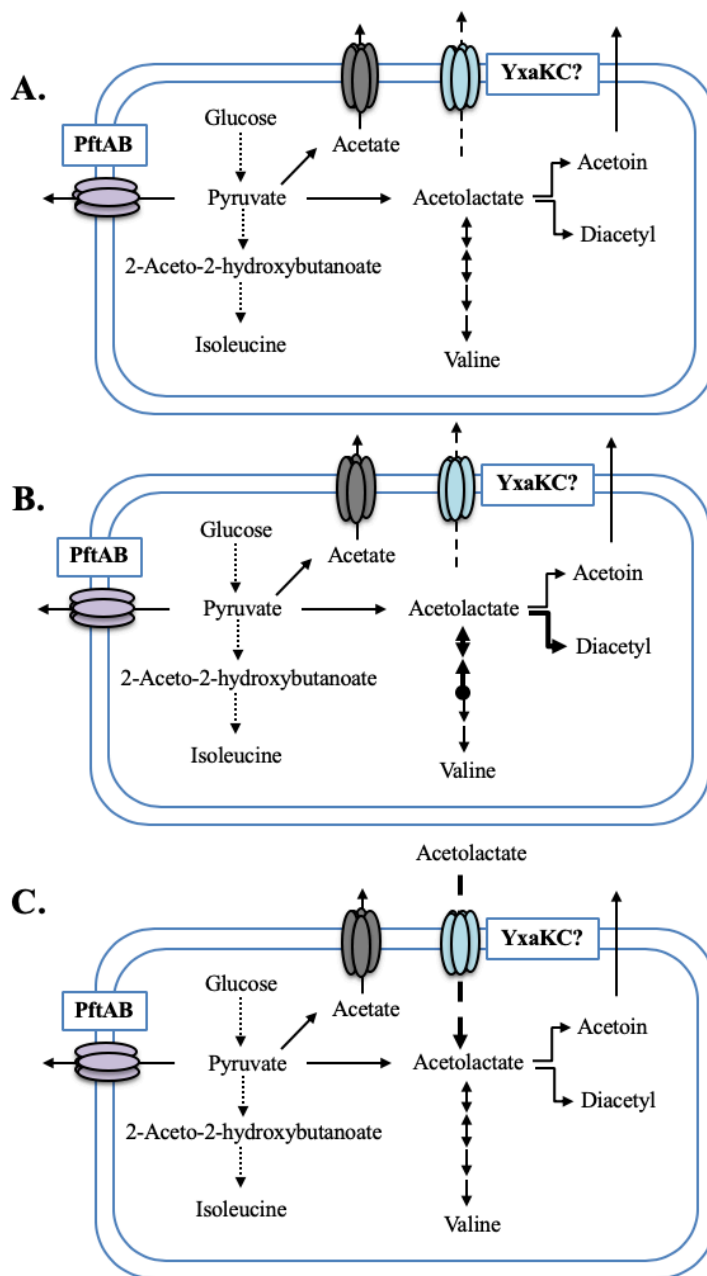 A.
YxaKC?
PftAB
Glucose
Acetate
Acetoin
Pyruvate
Acetolactate
Diacetyl
2-Aceto-2-hydroxybutanoate
Isoleucine
Valine
B.
YxaKC?
PftAB
Glucose
Acetate
Acetoin
Pyruvate
Acetolactate
Diacetyl
2-Aceto-2-hydroxybutanoate
Isoleucine
Valine
Acetolactate
C.
YxaKC?
PftAB
Glucose
Acetate
Acetoin
Pyruvate
Acetolactate
Diacetyl
2-Aceto-2-hydroxybutanoate
Isoleucine
Valine